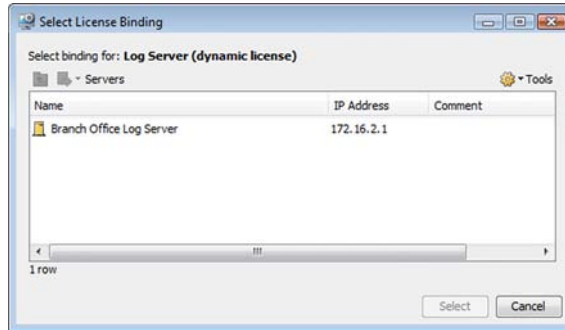 Select License Binding
Select binding for: Log Server (dynamic license)
Servers Tools
Name IP Address Comment
Branch Office Log Server 172.16.2.1
1 row
Select Cancel